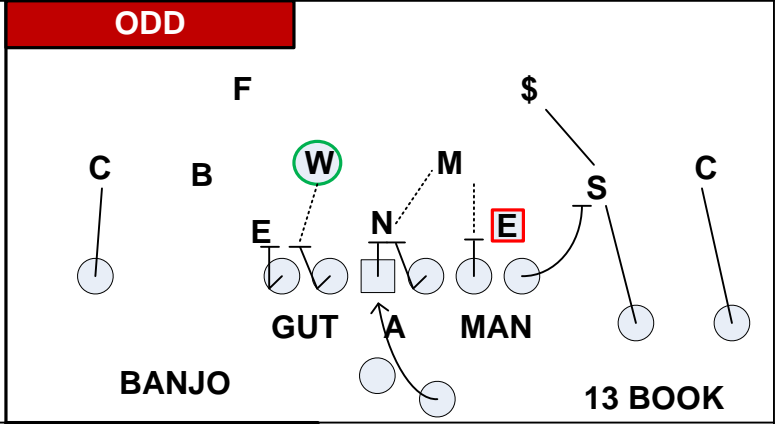 ODD
F $
C B W M S C
E N E
GUT A MAN
BANJO 13 BOOK